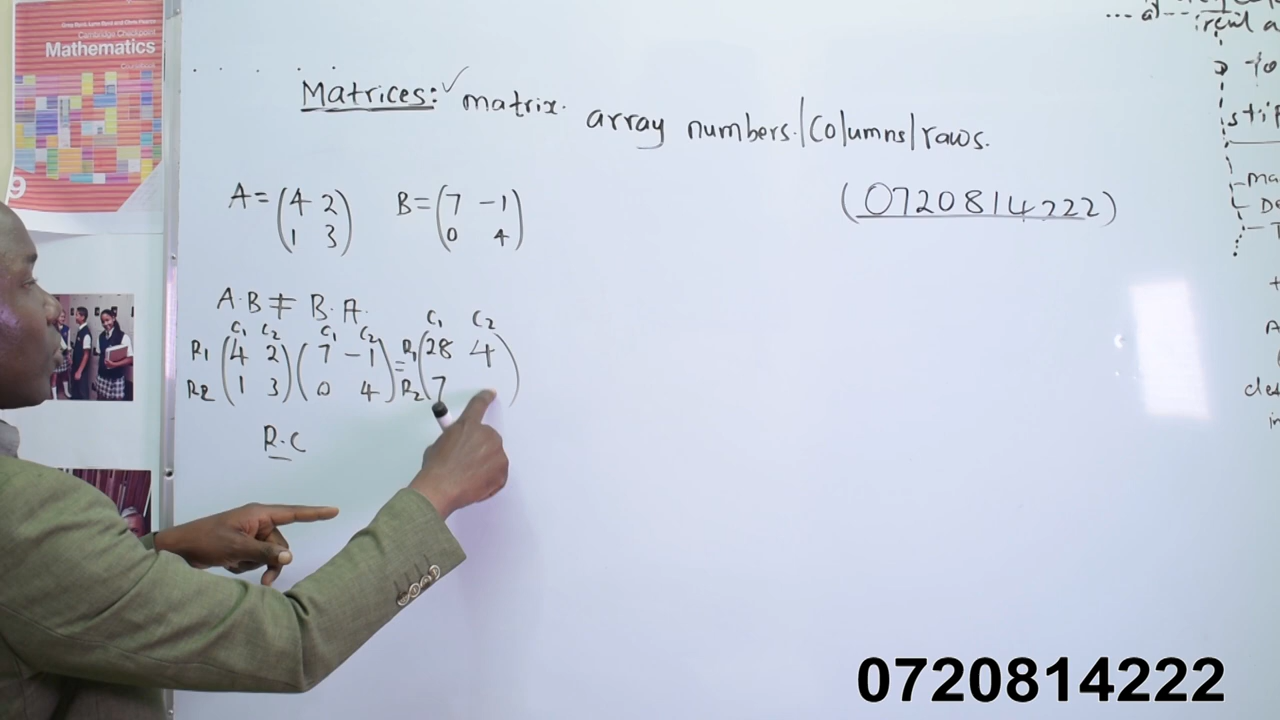 Cambridge Checkpoint
Mathematics
9
Matrices: ✓ matrix. array numbers./Columns/raws.
A = (4 2) B = (7 -1)
(1 3) (0 4)
(0720814222)
A.B ≠ B.A.
C1 C2 C1 C2 C1 C2
R1 (4 2) (7 -1) = R1 (28 4)
R2 (1 3) (0 4) R2 (7 )
R.C
0720814222